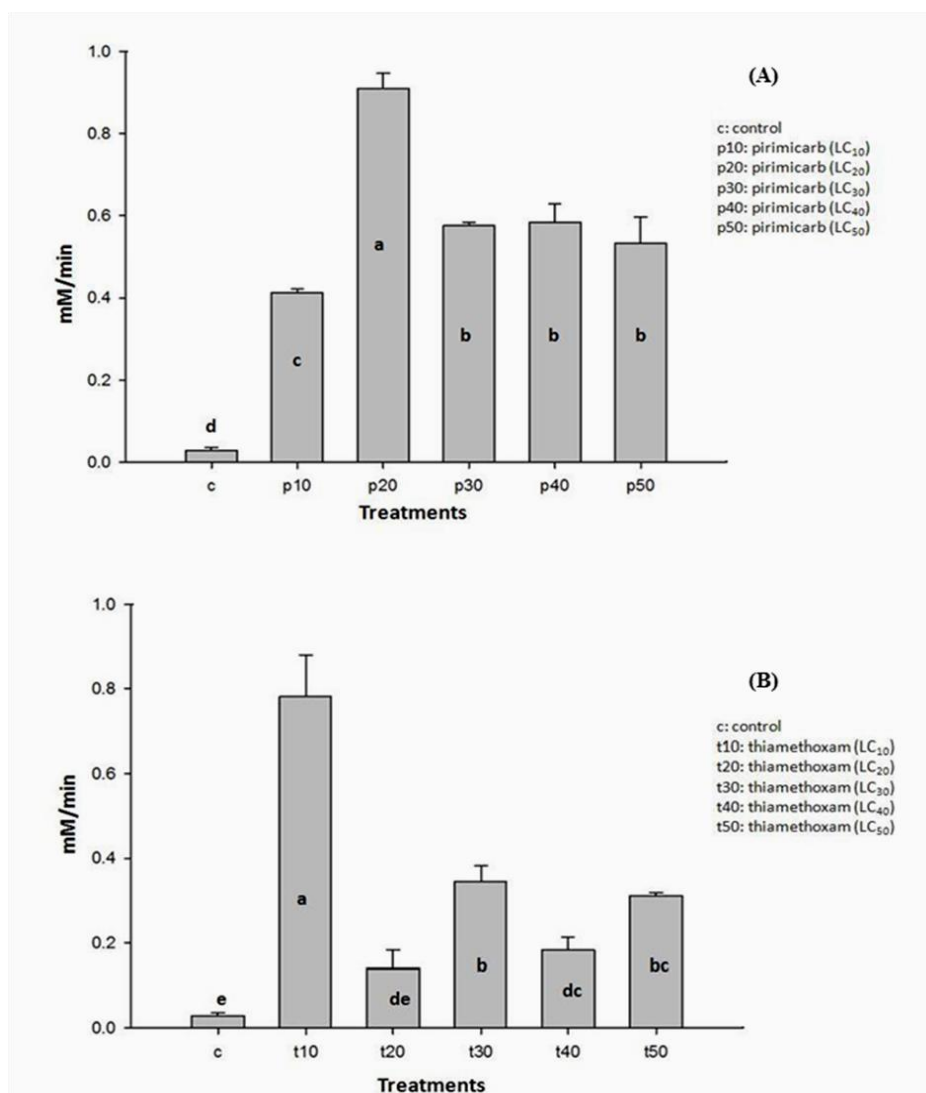 (A)
1.0
0.8
0.6
0.4
0.2
0.0
mM/min
d
c
a
b
b
b
c p10 p20 p30 p40 p50
Treatments
c: control
p10: pirimicarb (LC10)
p20: pirimicarb (LC20)
p30: pirimicarb (LC30)
p40: pirimicarb (LC40)
p50: pirimicarb (LC50)
(B)
1.0
0.8
0.6
0.4
0.2
0.0
mM/min
e
a
de
b
dc
bc
c t10 t20 t30 t40 t50
Treatments
c: control
t10: thiamethoxam (LC10)
t20: thiamethoxam (LC20)
t30: thiamethoxam (LC30)
t40: thiamethoxam (LC40)
t50: thiamethoxam (LC50)